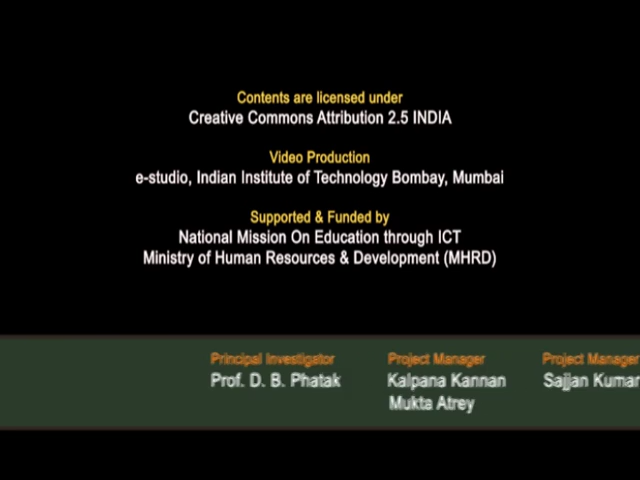 Contents are licensed under
Creative Commons Attribution 2.5 INDIA
Video Production
e-studio, Indian Institute of Technology Bombay, Mumbai
Supported & Funded by
National Mission On Education through ICT
Ministry of Human Resources & Development (MHRD)
Principal Investigator
Prof. D. B. Phatak
Project Manager
Kalpana Kannan
Mukta Atrey
Project Manager
Sajjan Kumar